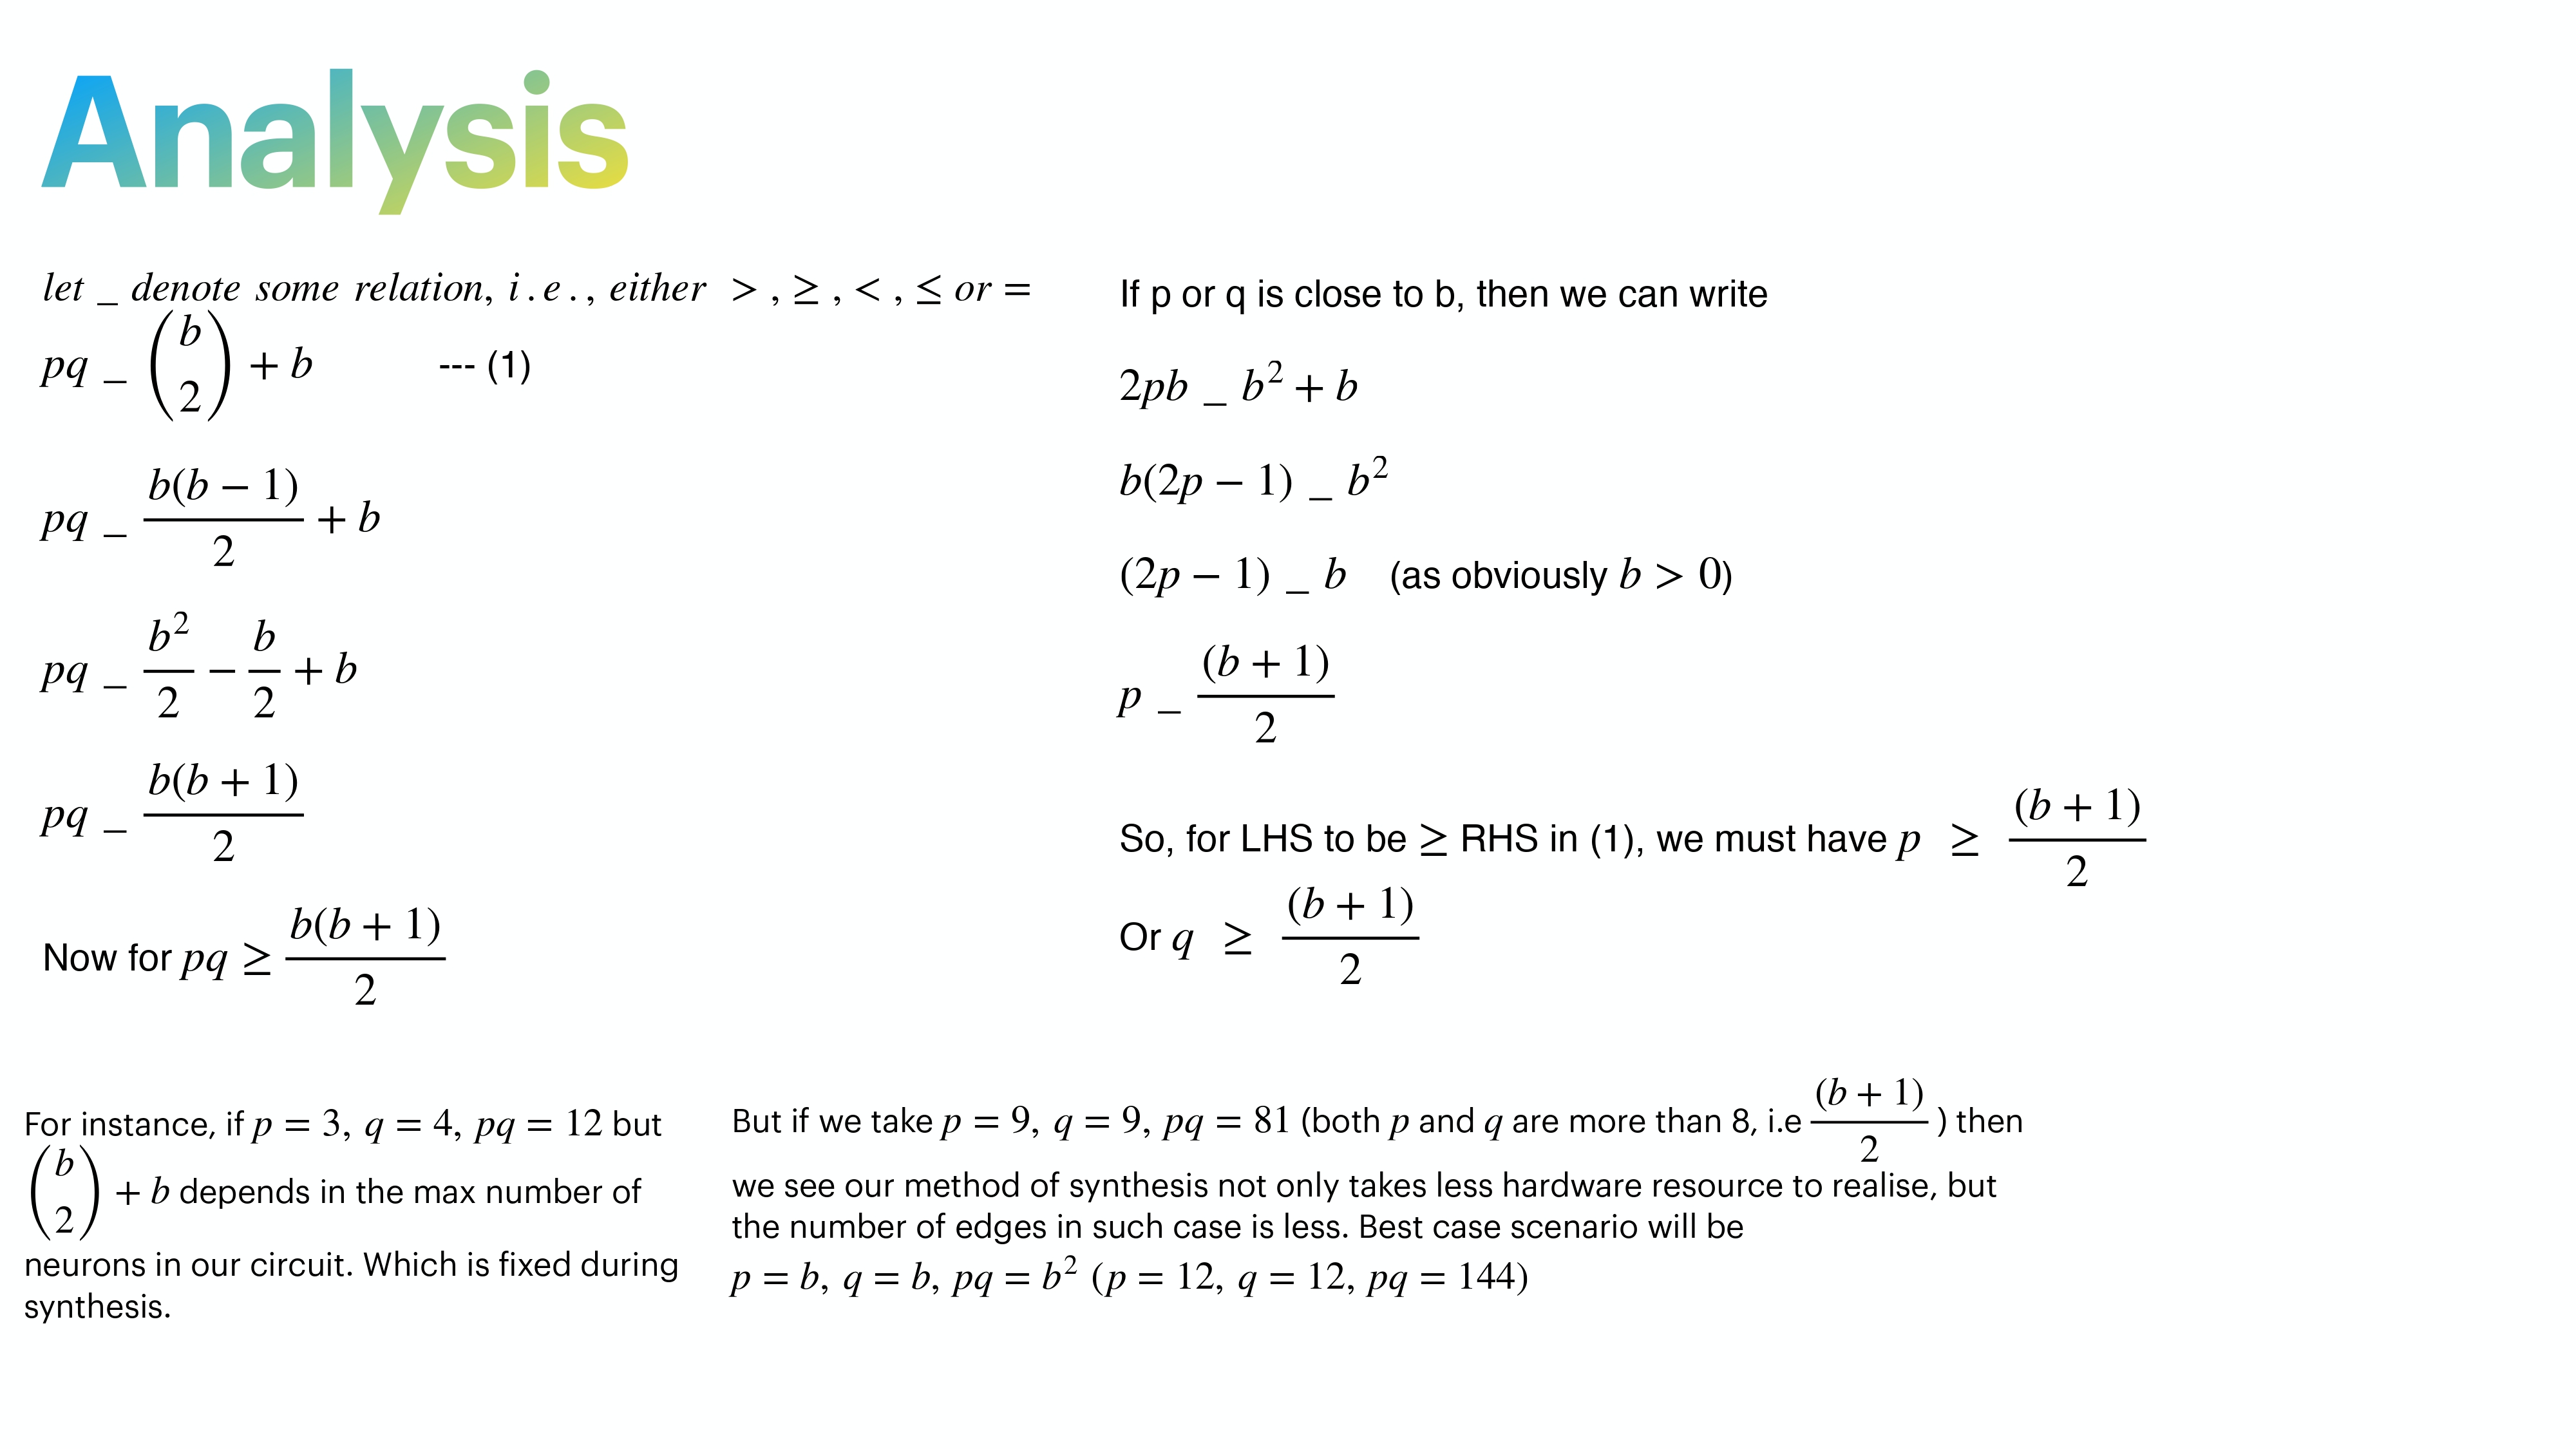 Analysis
let _ denote some relation, i.e., either > , ≥ , < , ≤ or =
pq _ \binom{b}{2} + b --- (1)
pq _ \frac{b(b − 1)}{2} + b
pq _ \frac{b^2}{2} − \frac{b}{2} + b
pq _ \frac{b(b + 1)}{2}
Now for pq ≥ \frac{b(b + 1)}{2}
If p or q is close to b, then we can write
2pb _ b^2 + b
b(2p − 1) _ b^2
(2p − 1) _ b (as obviously b > 0)
p _ \frac{(b + 1)}{2}
So, for LHS to be ≥ RHS in (1), we must have p ≥ \frac{(b + 1)}{2}
Or q ≥ \frac{(b + 1)}{2}
For instance, if p = 3, q = 4, pq = 12 but
\binom{b}{2} + b depends in the max number of
neurons in our circuit. Which is fixed during
synthesis.
But if we take p = 9, q = 9, pq = 81 (both p and q are more than 8, i.e \frac{(b + 1)}{2} ) then
we see our method of synthesis not only takes less hardware resource to realise, but
the number of edges in such case is less. Best case scenario will be
p = b, q = b, pq = b^2 (p = 12, q = 12, pq = 144)